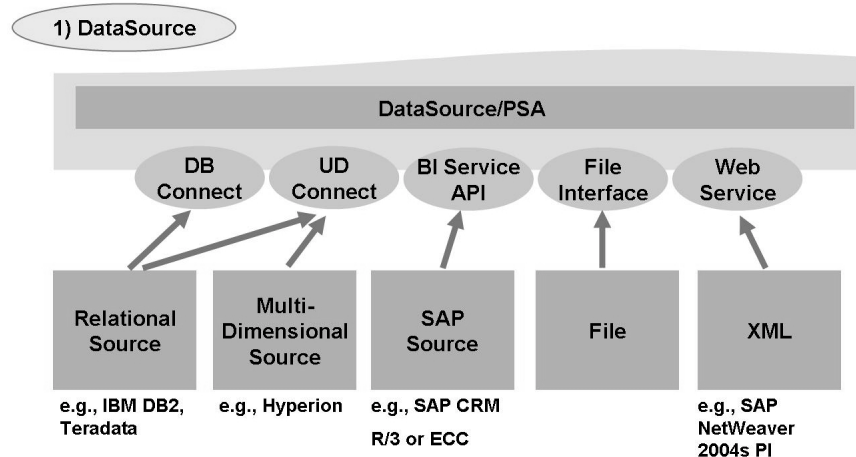 1) DataSource
DataSource/PSA
DB
Connect
UD
Connect
BI Service
API
File
Interface
Web
Service
Relational
Source
Multi-
Dimensional
Source
SAP
Source
File
XML
e.g., IBM DB2,
Teradata
e.g., Hyperion
e.g., SAP CRM
R/3 or ECC
e.g., SAP
NetWeaver
2004s PI